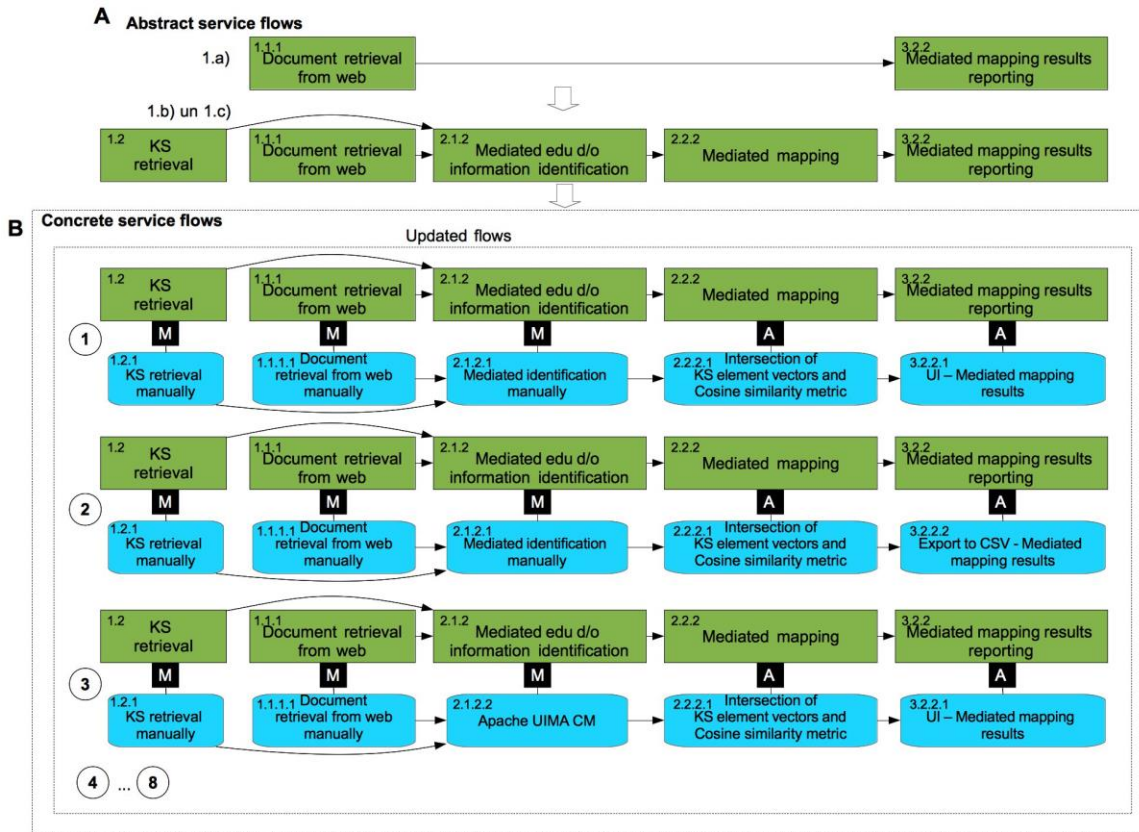 A
Abstract service flows
1.a)
1.1.1
Document retrieval
from web
3.2.2
Mediated mapping results
reporting
1.b) un 1.c)
1.2
KS
retrieval
1.1.1
Document retrieval
from web
2.1.2
Mediated edu d/o
information identification
2.2.2
Mediated mapping
3.2.2
Mediated mapping results
reporting
B
Concrete service flows
Updated flows
1.2
KS
retrieval
1.1.1
Document retrieval
from web
2.1.2
Mediated edu d/o
information identification
2.2.2
Mediated mapping
3.2.2
Mediated mapping results
reporting
M
M
M
A
A
1
1.2.1
KS retrieval
manually
1.1.1.1
Document
retrieval from web
manually
2.1.2.1
Mediated identification
manually
2.2.2.1
Intersection of
KS element vectors and
Cosine similarity metric
3.2.2.1
UI – Mediated mapping
results
1.2
KS
retrieval
1.1.1
Document retrieval
from web
2.1.2
Mediated edu d/o
information identification
2.2.2
Mediated mapping
3.2.2
Mediated mapping results
reporting
M
M
M
A
A
2
1.2.1
KS retrieval
manually
1.1.1.1
Document
retrieval from web
manually
2.1.2.1
Mediated identification
manually
2.2.2.1
Intersection of
KS element vectors and
Cosine similarity metric
3.2.2.2
Export to CSV - Mediated
mapping results
1.2
KS
retrieval
1.1.1
Document retrieval
from web
2.1.2
Mediated edu d/o
information identification
2.2.2
Mediated mapping
3.2.2
Mediated mapping results
reporting
M
M
M
A
A
3
1.2.1
KS retrieval
manually
1.1.1.1
Document
retrieval from web
manually
2.1.2.2
Apache UIMA CM
2.2.2.1
Intersection of
KS element vectors and
Cosine similarity metric
3.2.2.1
UI – Mediated mapping
results
4 ... 8